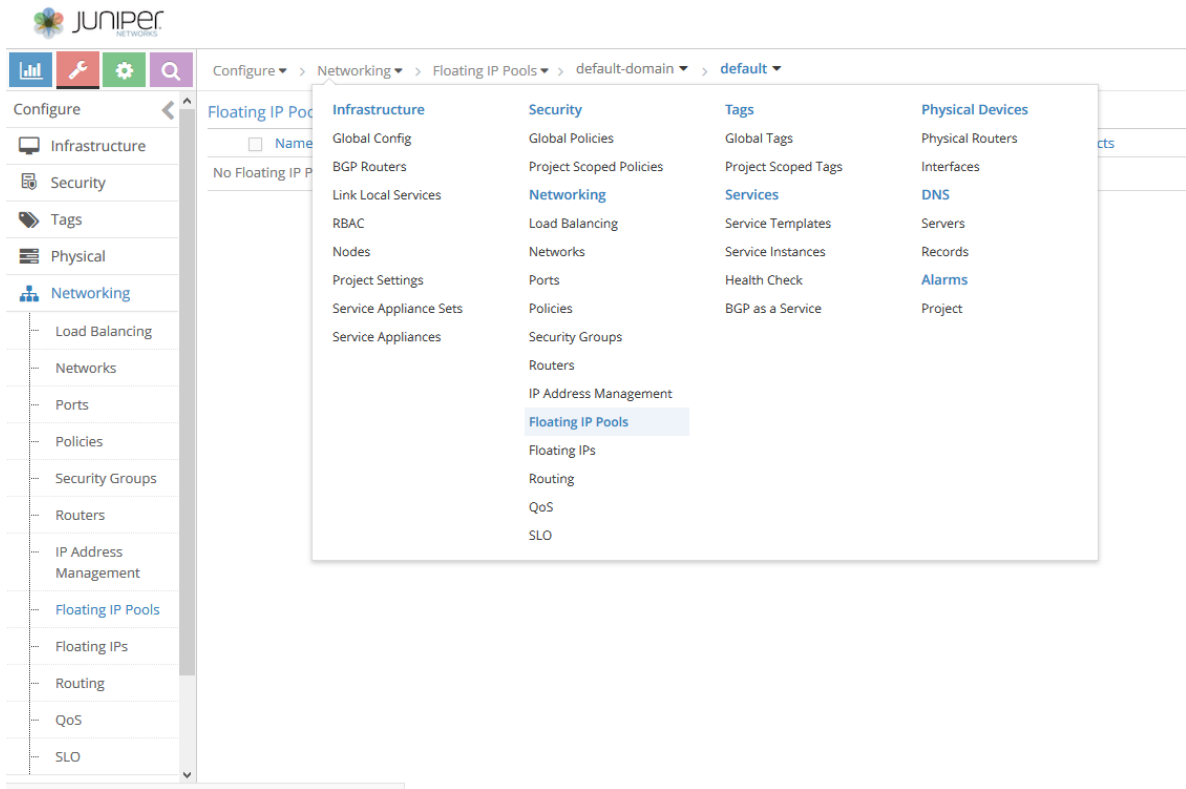 JUNIPER
NETWORKS
Configure > Networking > Floating IP Pools > default-domain > default
Configure
Infrastructure
Security
Tags
Physical
Networking
Load Balancing
Networks
Ports
Policies
Security Groups
Routers
IP Address
Management
Floating IP Pools
Floating IPs
Routing
QoS
SLO
Floating IP Poo
Name
cts
No Floating IP P
Infrastructure
Global Config
BGP Routers
Link Local Services
RBAC
Nodes
Project Settings
Service Appliance Sets
Service Appliances
Security
Global Policies
Project Scoped Policies
Networking
Load Balancing
Networks
Ports
Policies
Security Groups
Routers
IP Address Management
Floating IP Pools
Floating IPs
Routing
QoS
SLO
Tags
Global Tags
Project Scoped Tags
Services
Service Templates
Service Instances
Health Check
BGP as a Service
Physical Devices
Physical Routers
Interfaces
DNS
Servers
Records
Alarms
Project